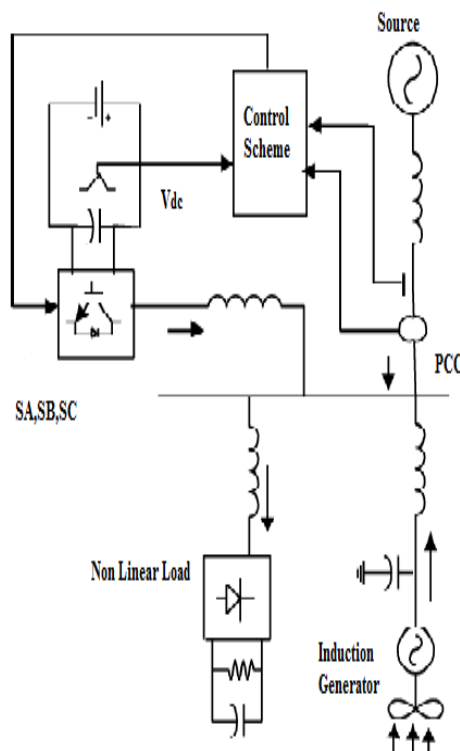 Source
Control
Scheme
- +
Vdc
PCC
SA,SB,SC
Non Linear Load
Induction
Generator